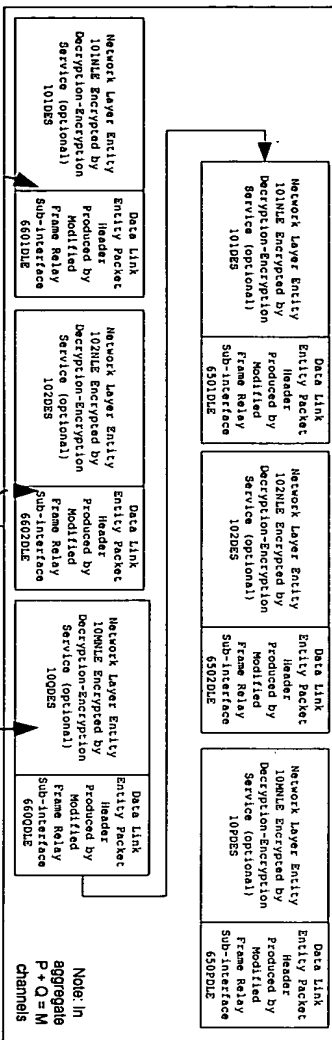 Network Layer Entity
101NLE Encrypted by
Decryption-Encryption
Service (optional)
101DES
Data Link
Entity Packet
Header
Produced by
Modified
Frame Relay
Sub-interface
6501DLE
Network Layer Entity
102NLE Encrypted by
Decryption-Encryption
Service (optional)
102DES
Data Link
Entity Packet
Header
Produced by
Modified
Frame Relay
Sub-interface
6502DLE
Network Layer Entity
10MNLE Encrypted by
Decryption-Encryption
Service (optional)
10PDES
Data Link
Entity Packet
Header
Produced by
Modified
Frame Relay
Sub-interface
650PDLE
Network Layer Entity
101NLE Encrypted by
Decryption-Encryption
Service (optional)
101DES
Data Link
Entity Packet
Header
Produced by
Modified
Frame Relay
Sub-interface
6601DLE
Network Layer Entity
102NLE Encrypted by
Decryption-Encryption
Service (optional)
102DES
Data Link
Entity Packet
Header
Produced by
Modified
Frame Relay
Sub-interface
6602DLE
Network Layer Entity
10MNLE Encrypted by
Decryption-Encryption
Service (optional)
10QDES
Data Link
Entity Packet
Header
Produced by
Modified
Frame Relay
Sub-interface
660QDLE
Note: In
aggregate
P + Q = M
channels